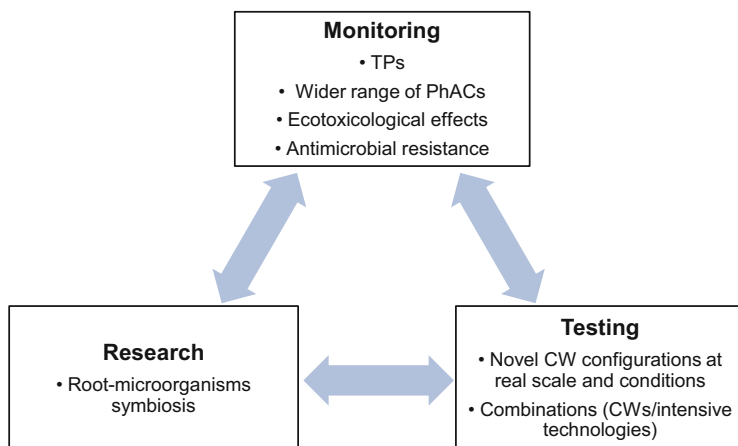 Monitoring
• TPs
• Wider range of PhACs
• Ecotoxicological effects
• Antimicrobial resistance
Research
• Root-microorganisms
symbiosis
Testing
• Novel CW configurations at
real scale and conditions
• Combinations (CWs/intensive
technologies)